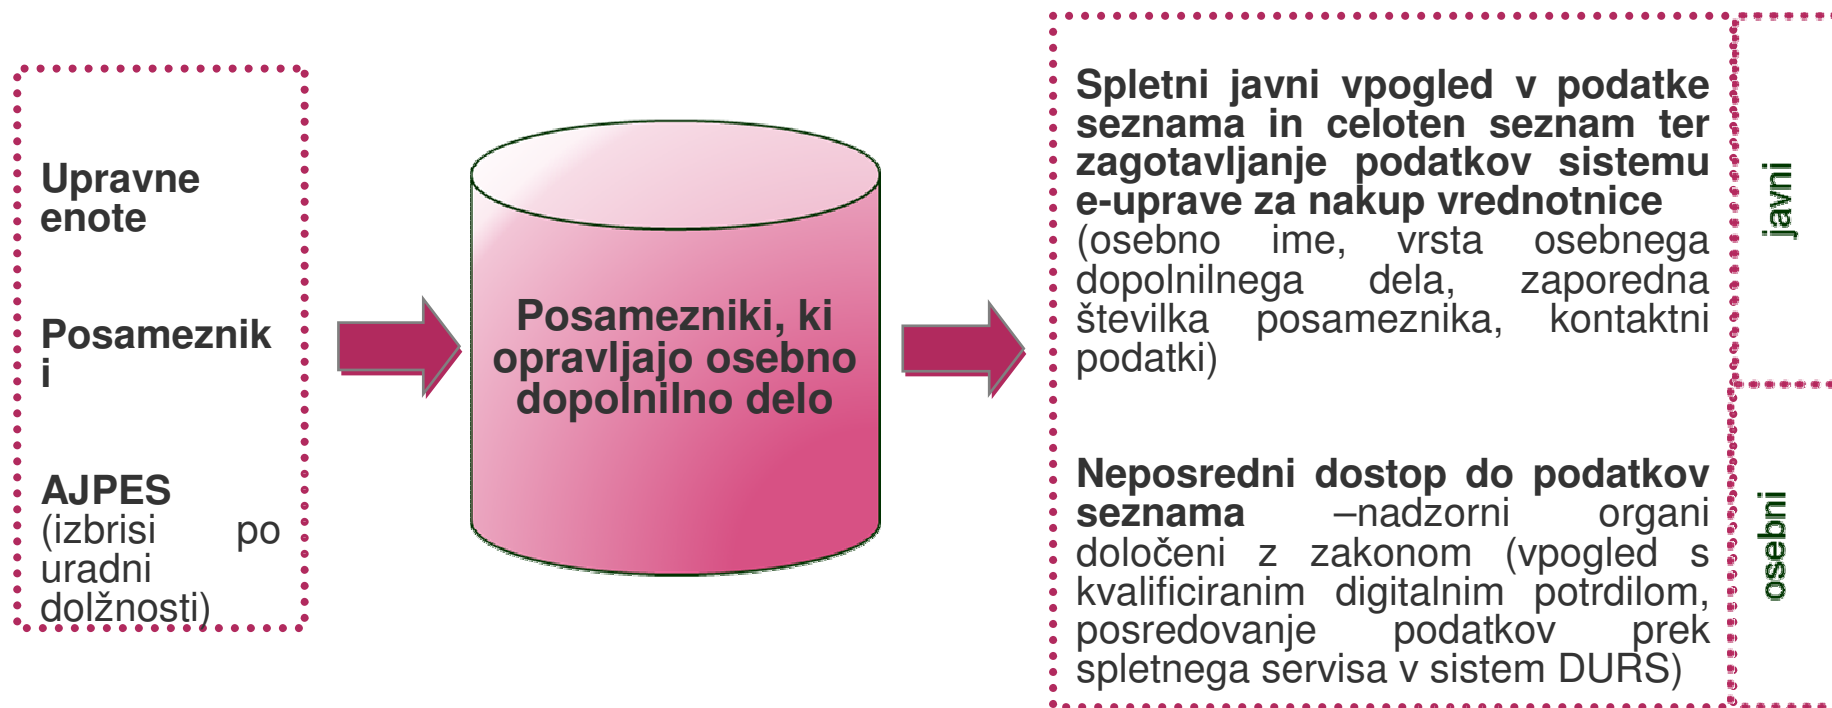 Upravne
enote
Posameznik
i
AJPES
(izbrisi po
uradni
dolžnosti)
Posamezniki, ki
opravljajo osebno
dopolnilno delo
Spletni javni vpogled v podatke
seznama in celoten seznam ter
zagotavljanje podatkov sistemu
e-uprave za nakup vrednotnice
(osebno ime, vrsta osebnega
dopolnilnega dela, zaporedna
številka posameznika, kontaktni
podatki)
Neposredni dostop do podatkov
seznama –nadzorni organi
določeni z zakonom (vpogled s
kvalificiranim digitalnim potrdilom,
posredovanje podatkov prek
spletnega servisa v sistem DURS)
javni
osebni